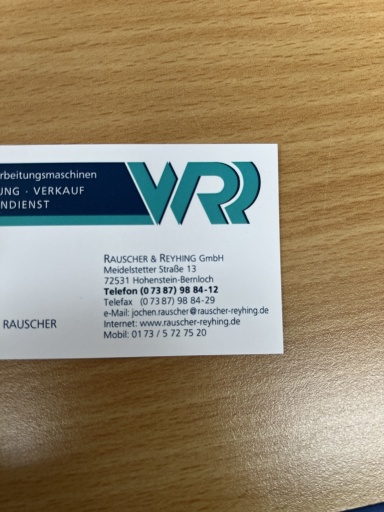 rbeitungsmaschinen
UNG · VERKAUF
NDIENST
WRR
RAUSCHER & REYHING GmbH
Meidelstetter Straße 13
72531 Hohenstein-Bernloch
Telefon (0 73 87) 98 84-12
Telefax (0 73 87) 98 84-29
e-Mail: jochen.rauscher@rauscher-reyhing.de
Internet: www.rauscher-reyhing.de
Mobil: 01 73 / 5 72 75 20
RAUSCHER